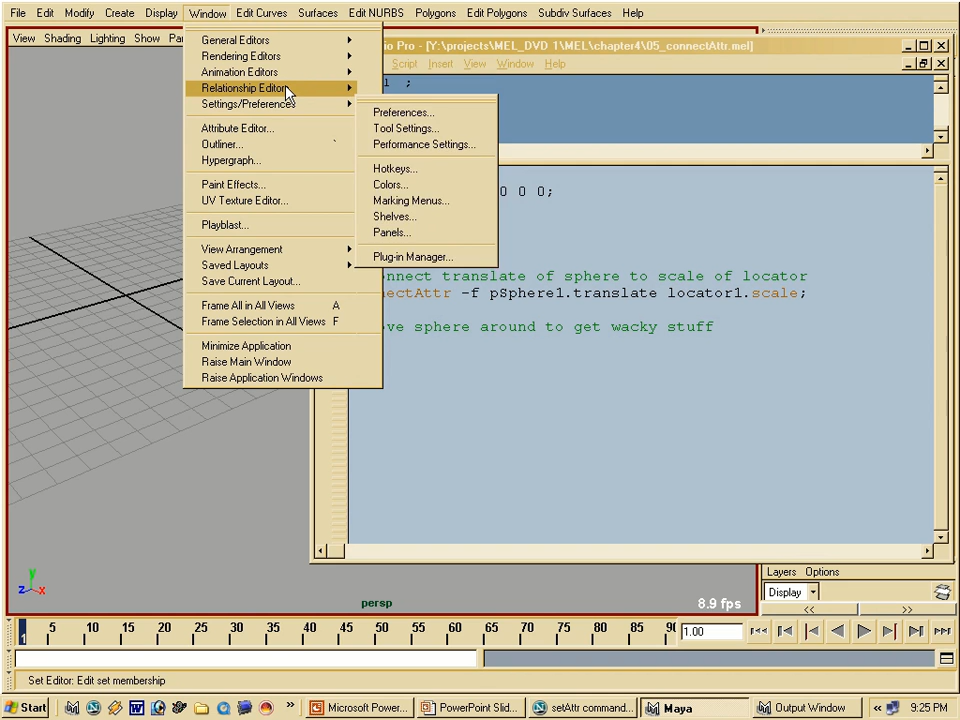 File Edit Modify Create Display Window Edit Curves Surfaces Edit NURBS Polygons Edit Polygons Subdiv Surfaces Help
View Shading Lighting Show
General Editors
Rendering Editors
Animation Editors
Relationship Editors
Settings/Preferences
Attribute Editor...
Outliner... `
Hypergraph...
Paint Effects...
UV Texture Editor...
Playblast...
View Arrangement
Saved Layouts
Save Current Layout...
Frame All in All Views A
Frame Selection in All Views F
Minimize Application
Raise Main Window
Raise Application Windows
Preferences...
Tool Settings...
Performance Settings...
Hotkeys...
Colors...
Marking Menus...
Shelves...
Panels...
Plug-in Manager...
io Pro - [Y:\projects\MEL_DVD 1\MEL\chapter4\05_connectAttr.mel]
Script Insert View Window Help
1 ;
0 0 0;
onnect translate of sphere to scale of locator
nectAttr -f pSphere1.translate locator1.scale;
ove sphere around to get wacky stuff
Layers Options
Display
<< >>
persp
8.9 fps
z x y
1 5 10 15 20 25 30 35 40 45 50 55 60 65 70 75 80 85 90
1.00
Set Editor: Edit set membership
Start » Microsoft Power... PowerPoint Slid... setAttr command... Maya Output Window « 9:25 PM